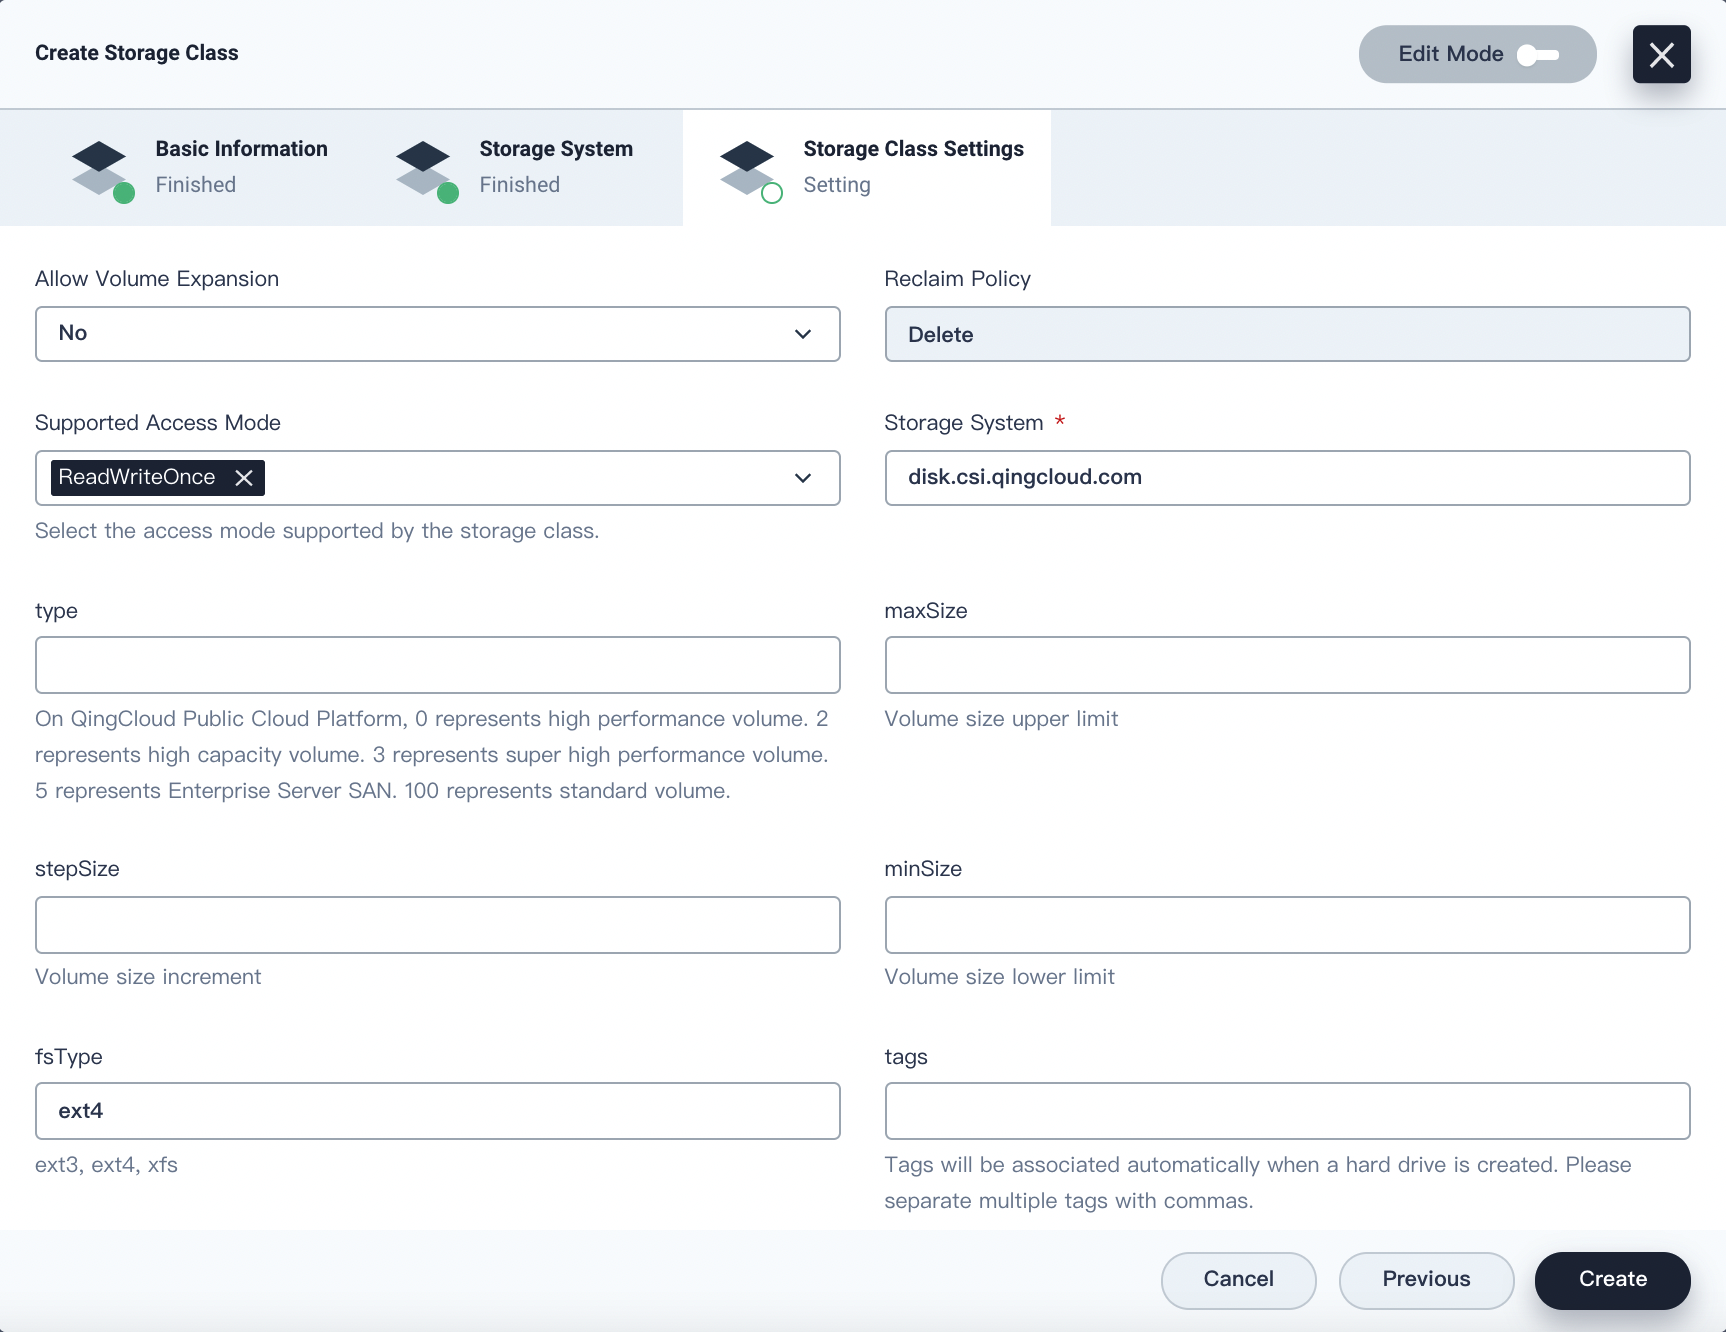 Create Storage Class
Edit Mode
Basic Information
Finished
Storage System
Finished
Storage Class Settings
Setting
Allow Volume Expansion
No
Reclaim Policy
Delete
Supported Access Mode
ReadWriteOnce
Select the access mode supported by the storage class.
Storage System *
disk.csi.qingcloud.com
type
On QingCloud Public Cloud Platform, 0 represents high performance volume. 2
represents high capacity volume. 3 represents super high performance volume.
5 represents Enterprise Server SAN. 100 represents standard volume.
maxSize
Volume size upper limit
stepSize
Volume size increment
minSize
Volume size lower limit
fsType
ext4
ext3, ext4, xfs
tags
Tags will be associated automatically when a hard drive is created. Please
separate multiple tags with commas.
Cancel
Previous
Create